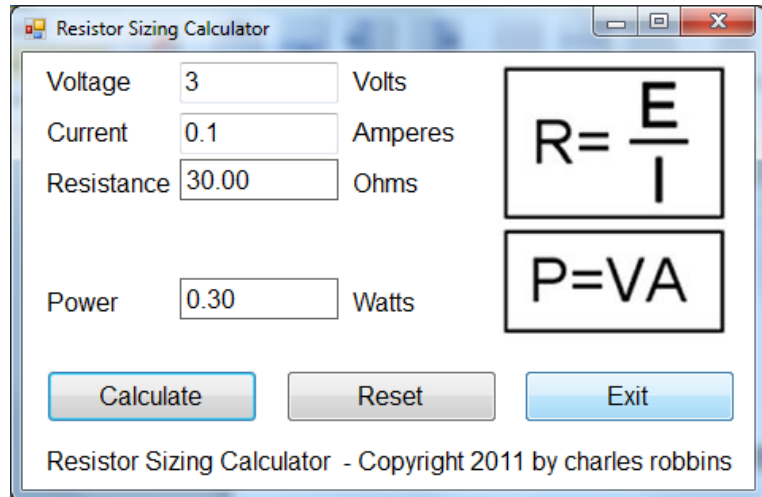 Resistor Sizing Calculator
Voltage 3 Volts
Current 0.1 Amperes
Resistance 30.00 Ohms
R= E
I
Power 0.30 Watts
P=VA
Calculate Reset Exit
Resistor Sizing Calculator - Copyright 2011 by charles robbins